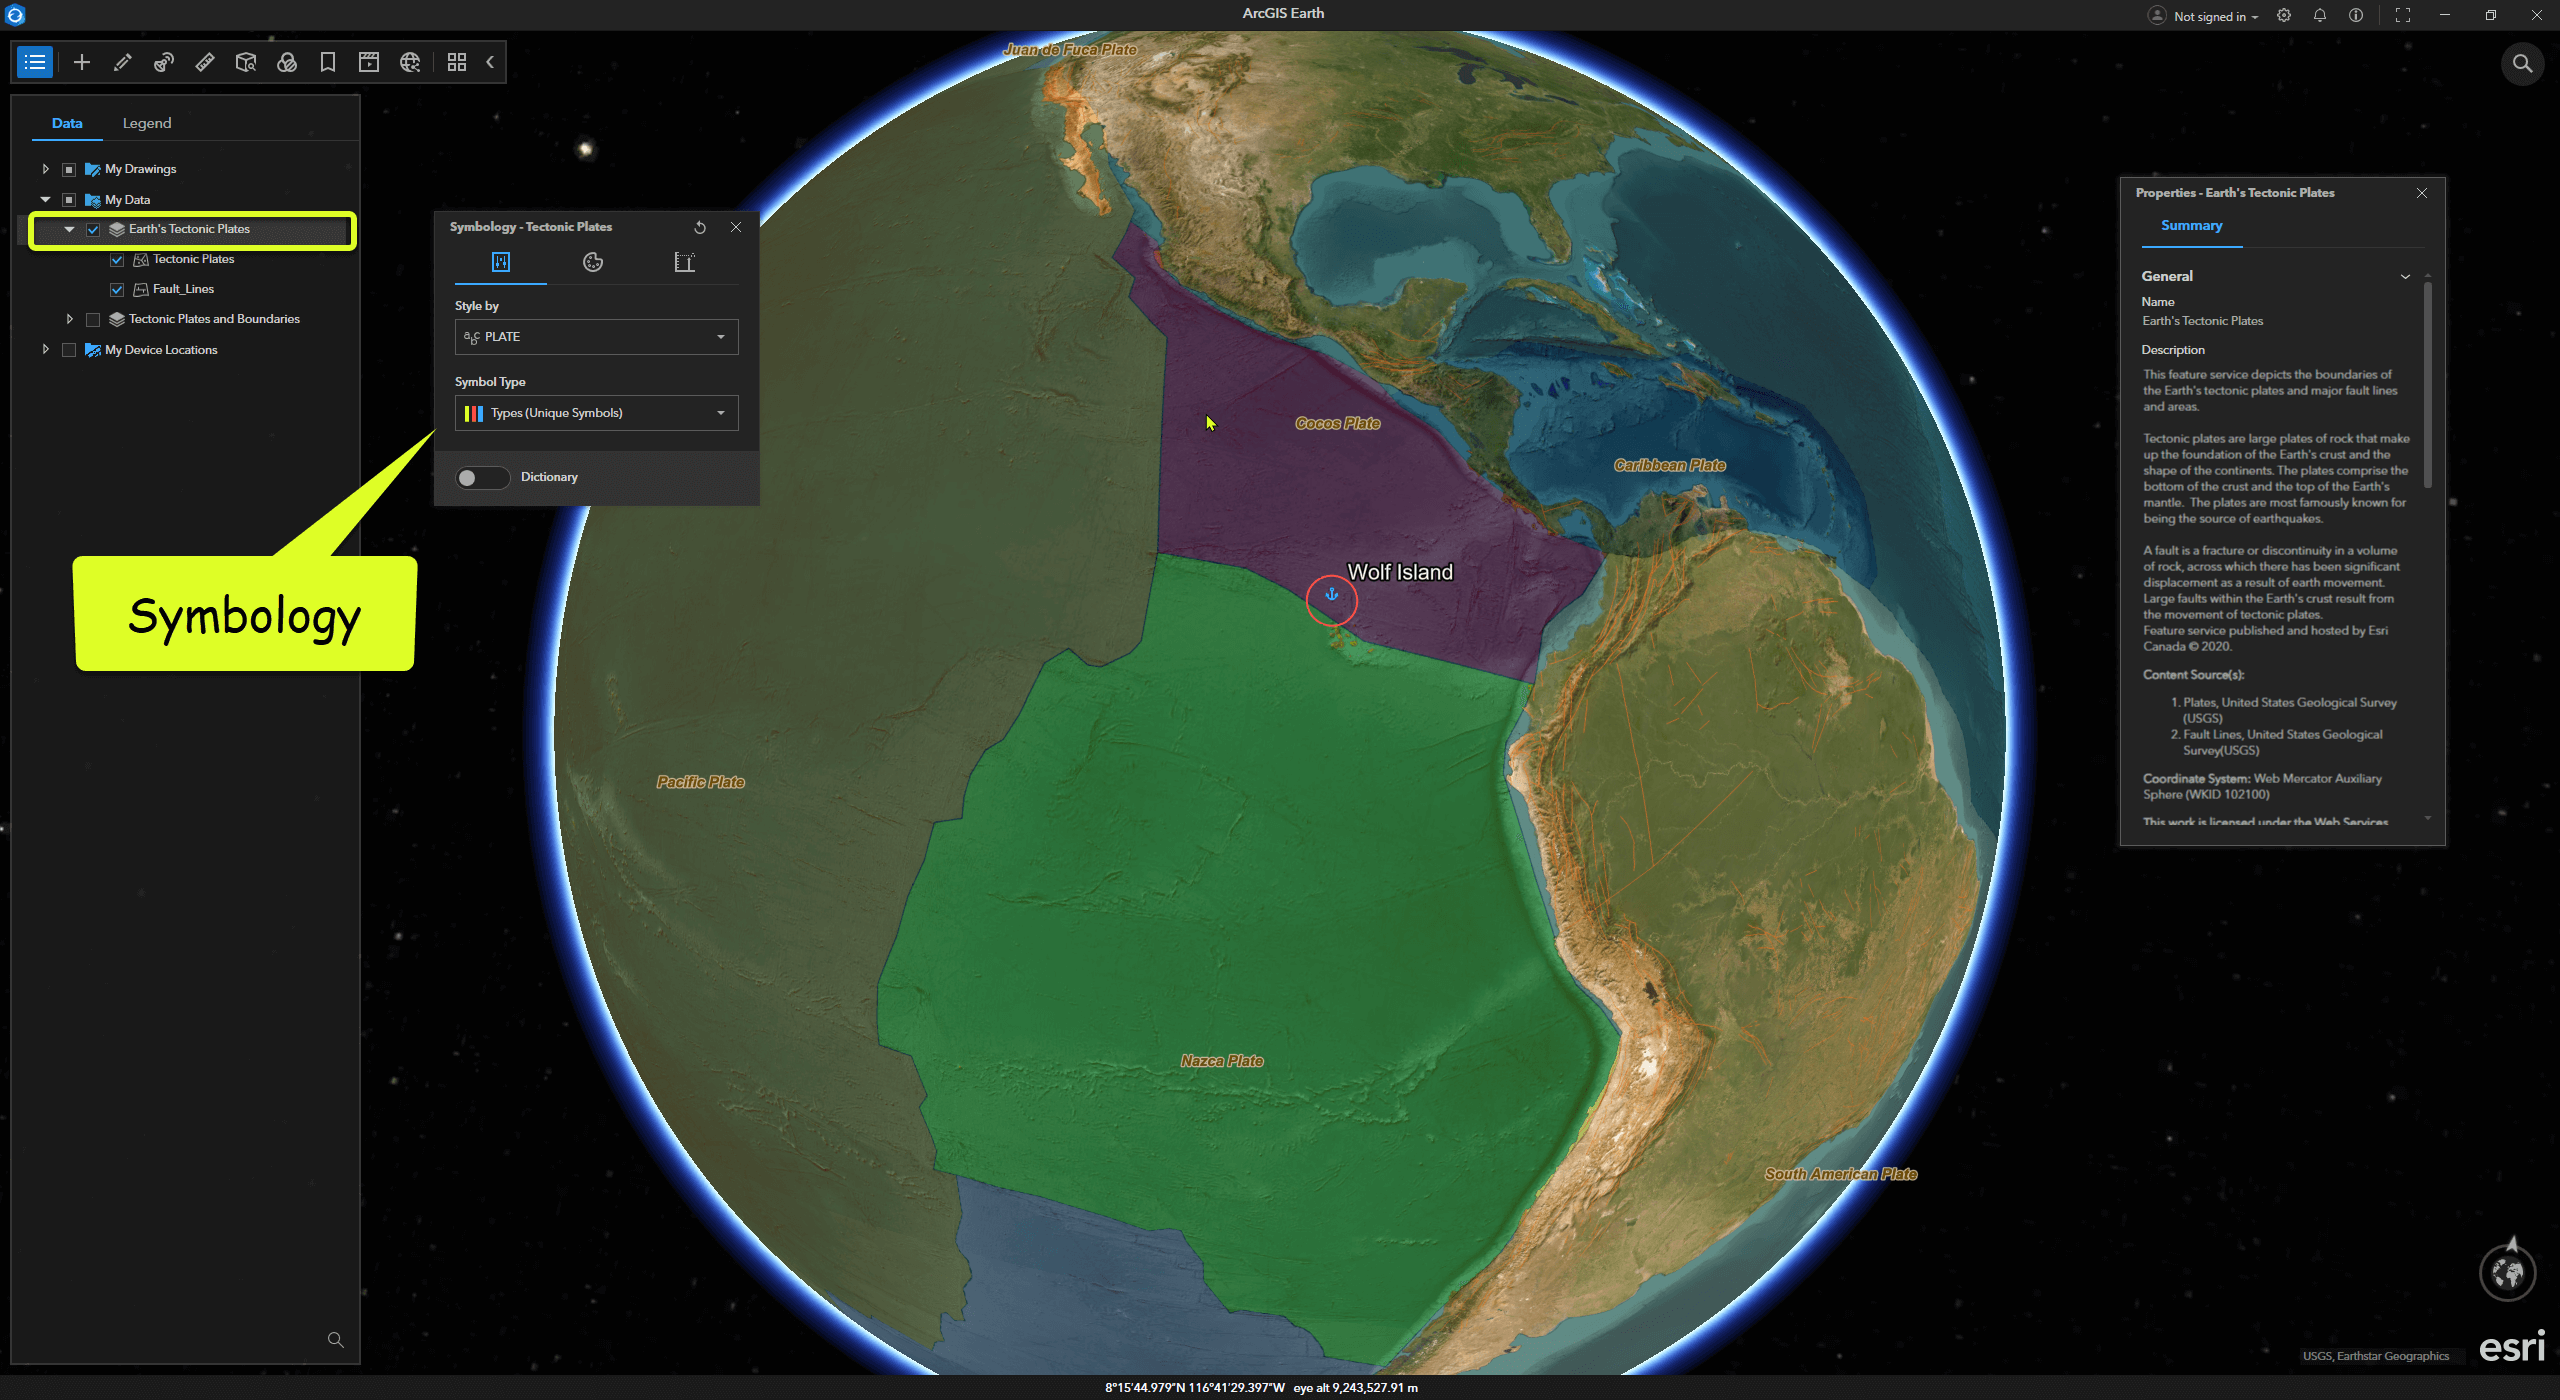 ArcGIS Earth
Not signed in
Data
Legend
My Drawings
My Data
Earth's Tectonic Plates
Tectonic Plates
Fault_Lines
Tectonic Plates and Boundaries
My Device Locations
Symbology - Tectonic Plates
Style by
PLATE
Symbol Type
Types (Unique Symbols)
Dictionary
Symbology
Juan de Fuca Plate
Cocos Plate
Caribbean Plate
Wolf Island
Pacific Plate
Nazca Plate
South American Plate
Properties - Earth's Tectonic Plates
Summary
General
Name
Earth's Tectonic Plates
Description
This feature service depicts the boundaries of
the Earth's tectonic plates and major fault lines
and areas.
Tectonic plates are large plates of rock that make
up the foundation of the Earth's crust and the
shape of the continents. The plates comprise the
bottom of the crust and the top of the Earth's
mantle. The plates are most famously known for
being the source of earthquakes.
A fault is a fracture or discontinuity in a volume
of rock, across which there has been significant
displacement as a result of earth movement.
Large faults within the Earth's crust result from
the movement of tectonic plates.
Feature service published and hosted by Esri
Canada © 2020.
Content Source(s):
1. Plates, United States Geological Survey
(USGS)
2. Fault Lines, United States Geological
Survey(USGS)
Coordinate System: Web Mercator Auxiliary
Sphere (WKID 102100)
This work is licensed under the Web Services
esri
USGS, Earthstar Geographics
8°15'44.979"N 116°41'29.397"W eye alt 9,243,527.91 m